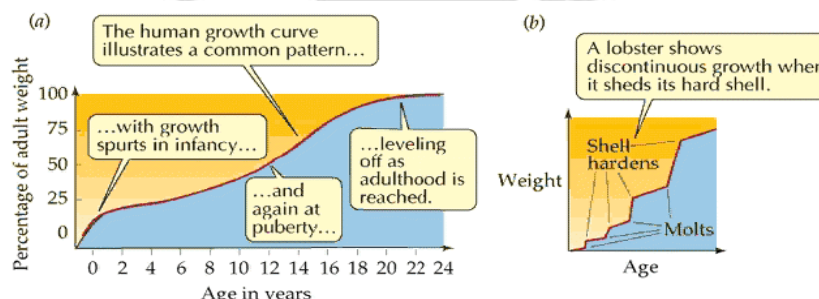 (a)
The human growth curve
illustrates a common pattern...
Percentage of adult weight
100
75
50
25
0
...with growth
spurts in infancy...
...and
again at
puberty...
...leveling
off as
adulthood is
reached.
0 2 4 6 8 10 12 14 16 18 20 22 24
Age in years
(b)
A lobster shows
discontinuous growth when
it sheds its hard shell.
Weight
Shell
hardens
Molts
Age